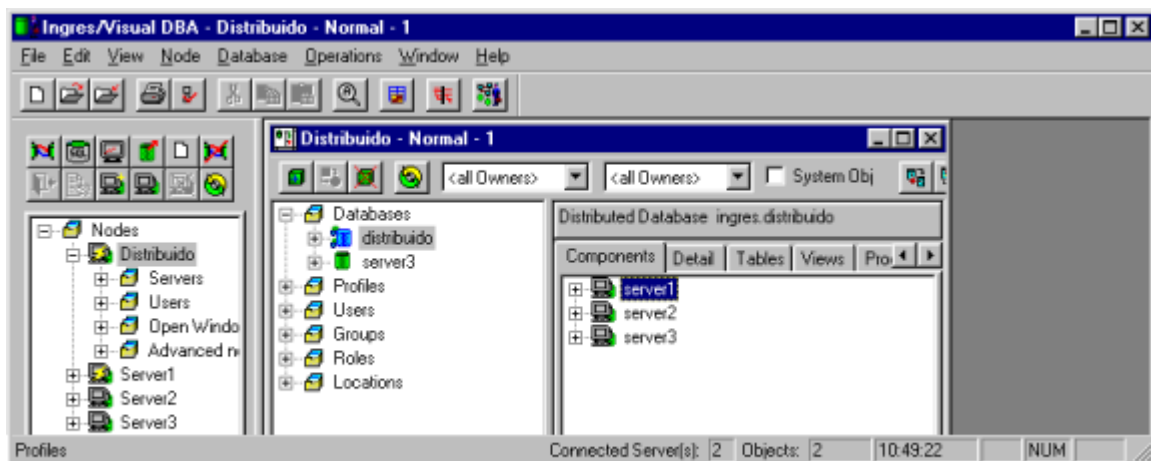 Ingres/Visual DBA - Distribuido - Normal - 1
File Edit View Node Database Operations Window Help
Distribuido - Normal - 1
<all Owners> <all Owners> System Obj
Nodes
Distribuido
Servers
Users
Open Windo
Advanced n
Server1
Server2
Server3
Databases
distribuido
server3
Profiles
Users
Groups
Roles
Locations
Distributed Database ingres.distribuido
Components Detail Tables Views Pro
server1
server2
server3
Profiles Connected Server(s): 2 Objects: 2 10:49:22 NUM